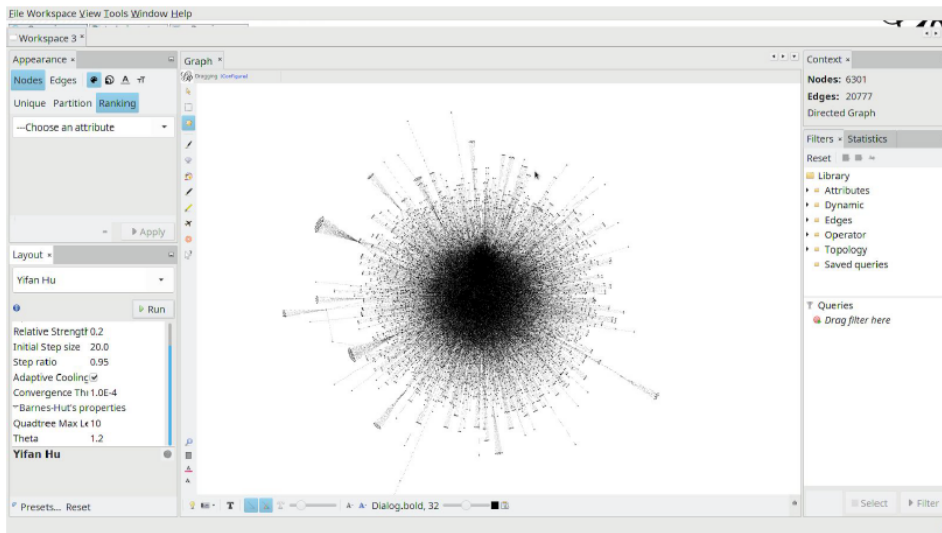 File Workspace View Tools Window Help
Workspace 3 ×
Appearance ×
Nodes Edges
Unique Partition Ranking
---Choose an attribute
Apply
Layout ×
Yifan Hu
Run
Relative Strength 0.2
Initial Step size 20.0
Step ratio 0.95
Adaptive Cooling
Convergence Thr 1.0E-4
Barnes-Hut's properties
Quadtree Max Le 10
Theta 1.2
Yifan Hu
Presets... Reset
Graph ×
Dragging (Configure)
T
A- A- Dialog.bold, 32
Context ×
Nodes: 6301
Edges: 20777
Directed Graph
Filters × Statistics
Reset
Library
Attributes
Dynamic
Edges
Operator
Topology
Saved queries
Queries
Drag filter here
Select Filter